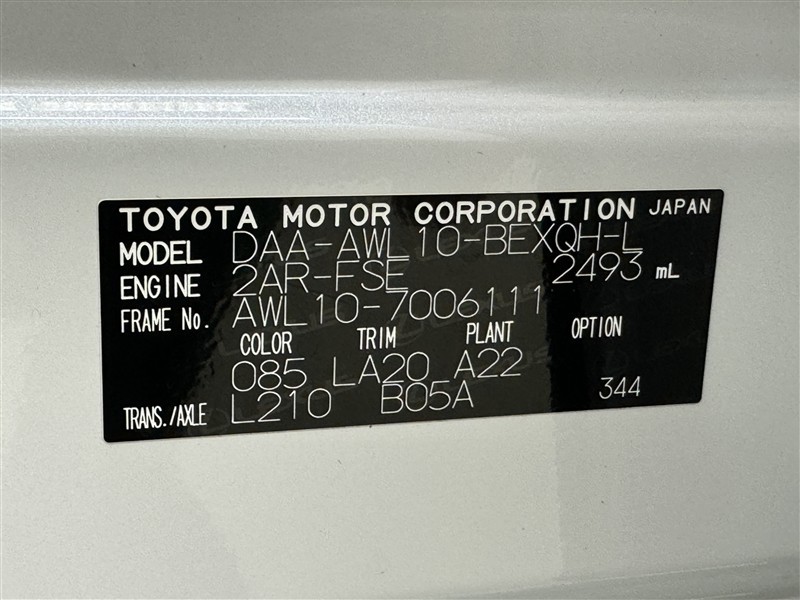 TOYOTA MOTOR CORPORATION JAPAN
MODEL DAA-AWL10-BEXQH-L
ENGINE 2AR-FSE 2493 mL
FRAME No. AWL10-7006111
COLOR TRIM PLANT OPTION
085 LA20 A22
TRANS./AXLE L210 B05A 344